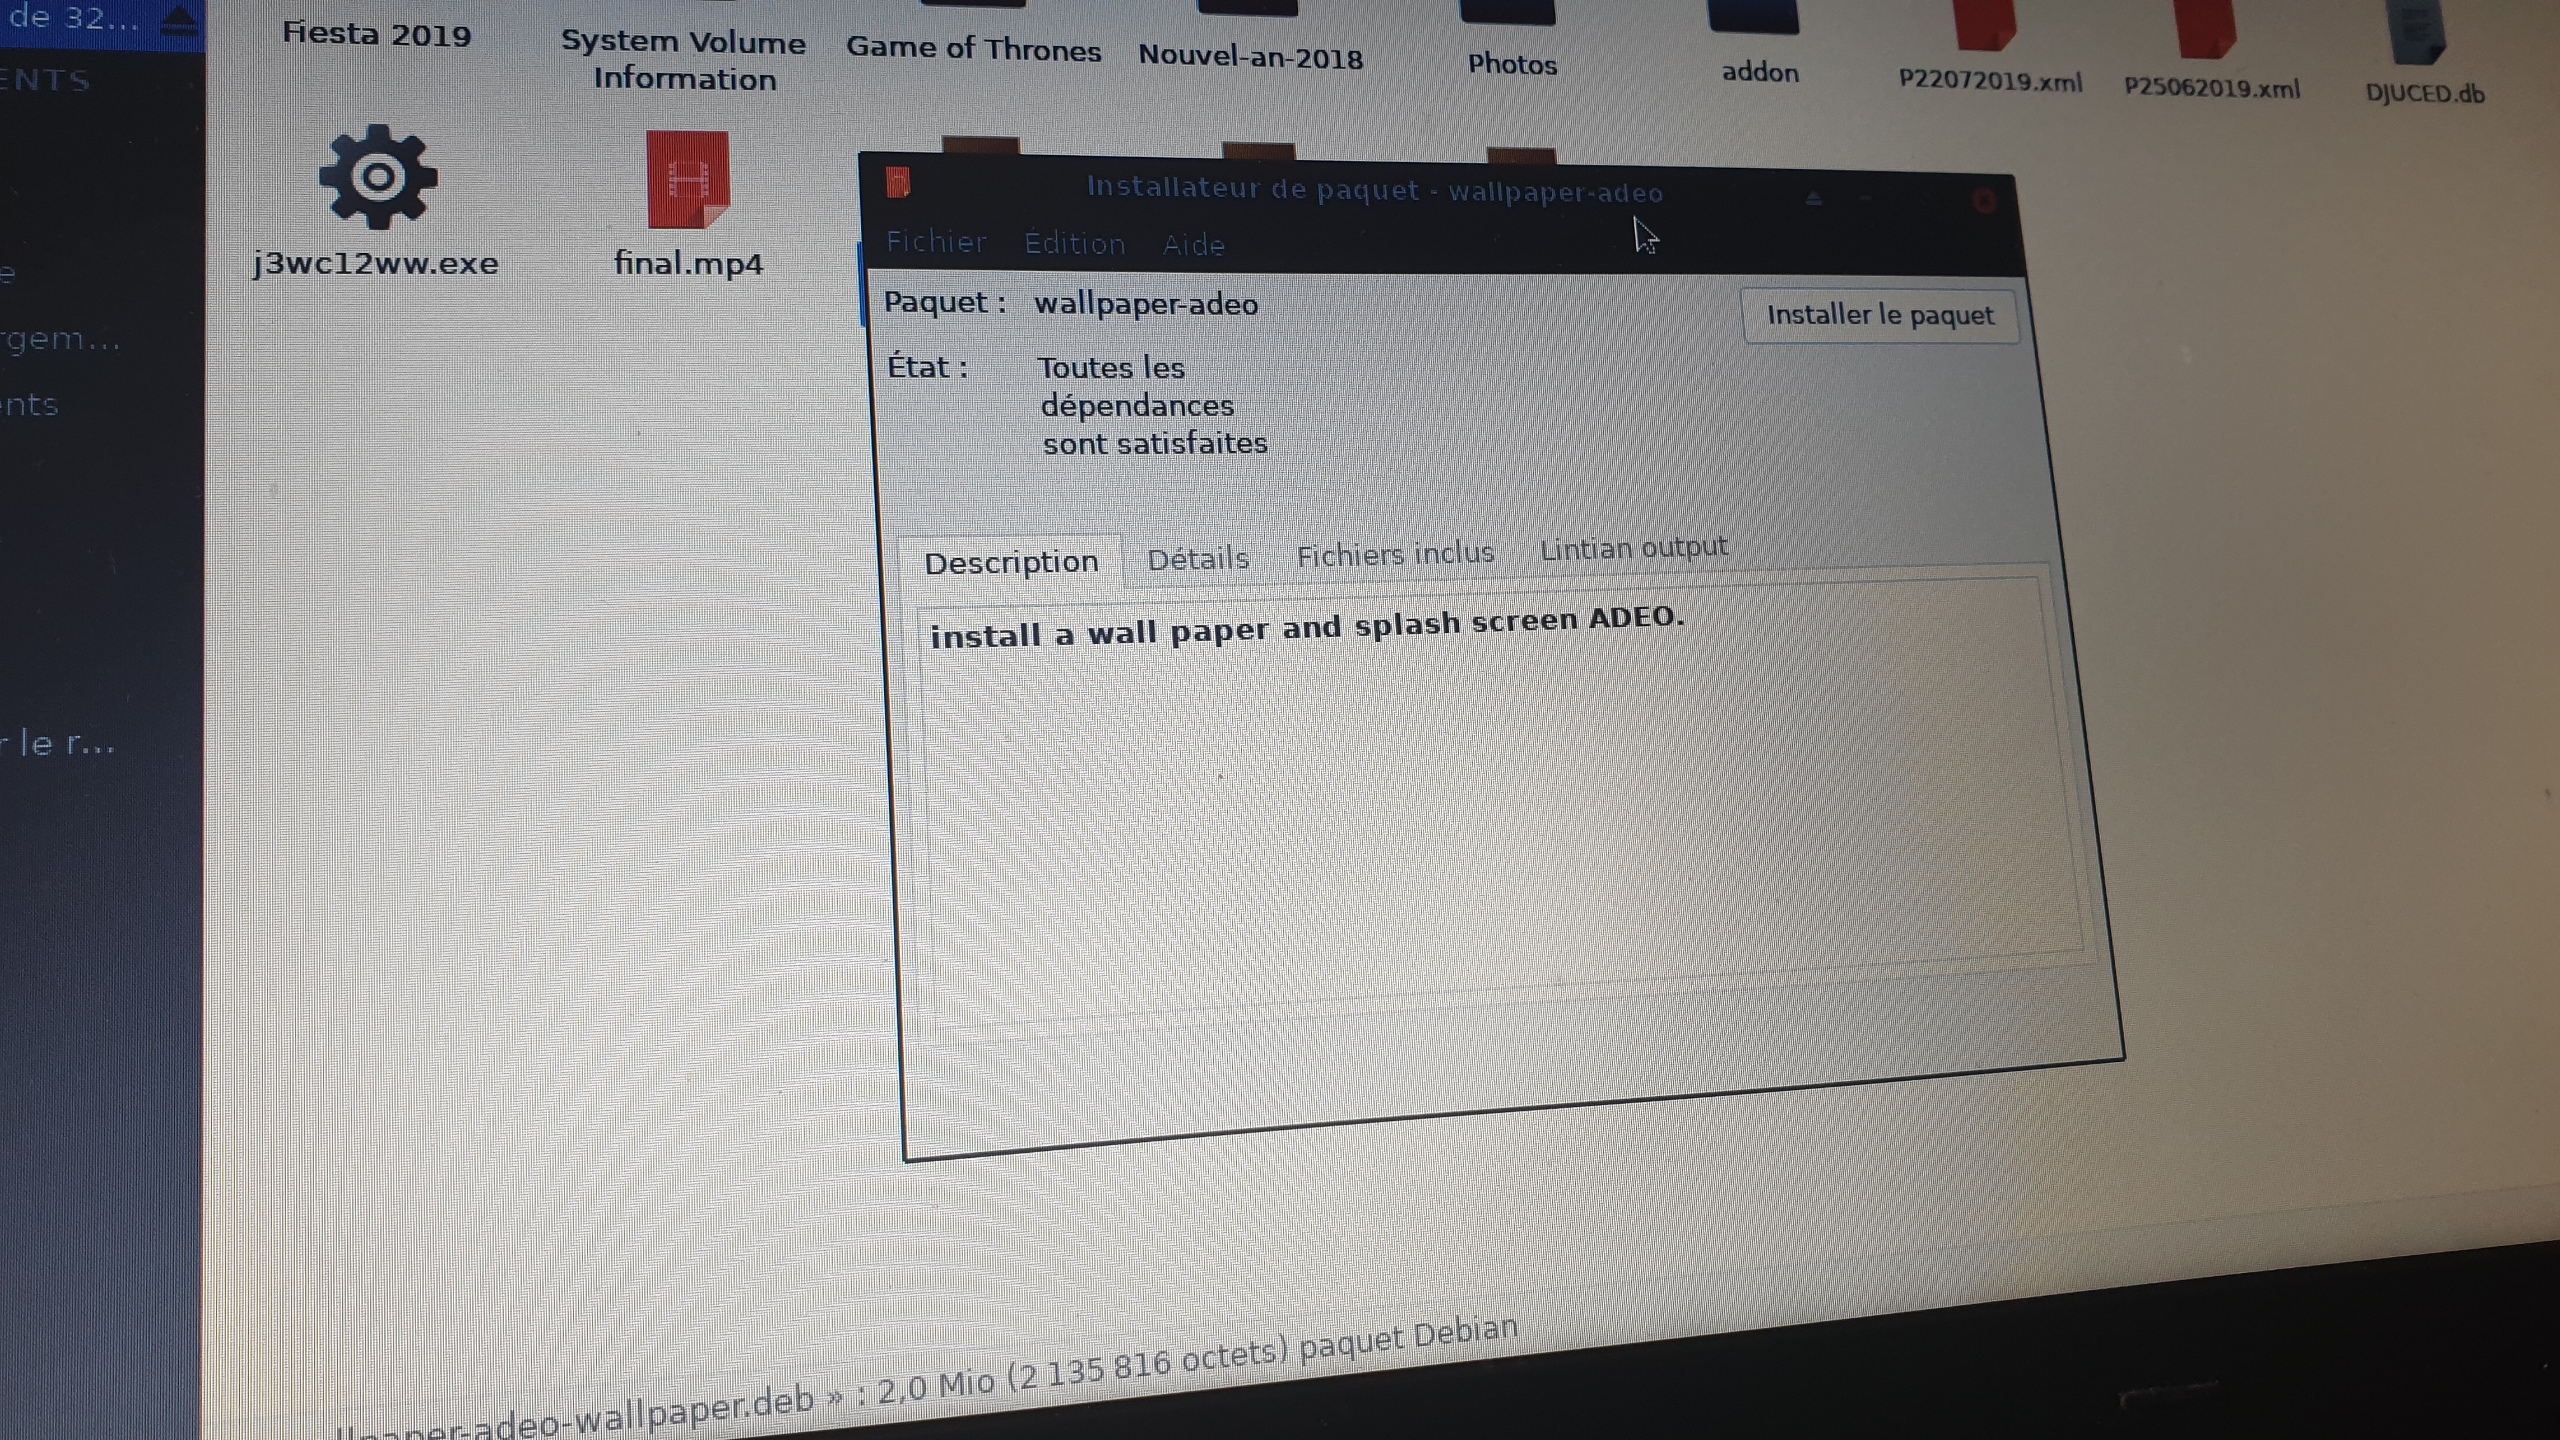 de 32...
ENTS
e
rgem...
nts
r le r...
Fiesta 2019
System Volume
Information
Game of Thrones
Nouvel-an-2018
Photos
addon
P22072019.xml
P25062019.xml
DJUCED.db
j3wc12ww.exe
final.mp4
Installateur de paquet - wallpaper-adeo
Fichier Édition Aide
Paquet : wallpaper-adeo
Installer le paquet
État : Toutes les
dépendances
sont satisfaites
Description Détails Fichiers inclus Lintian output
install a wall paper and splash screen ADEO.
-adeo-wallpaper.deb » : 2,0 Mio (2 135 816 octets) paquet Debian